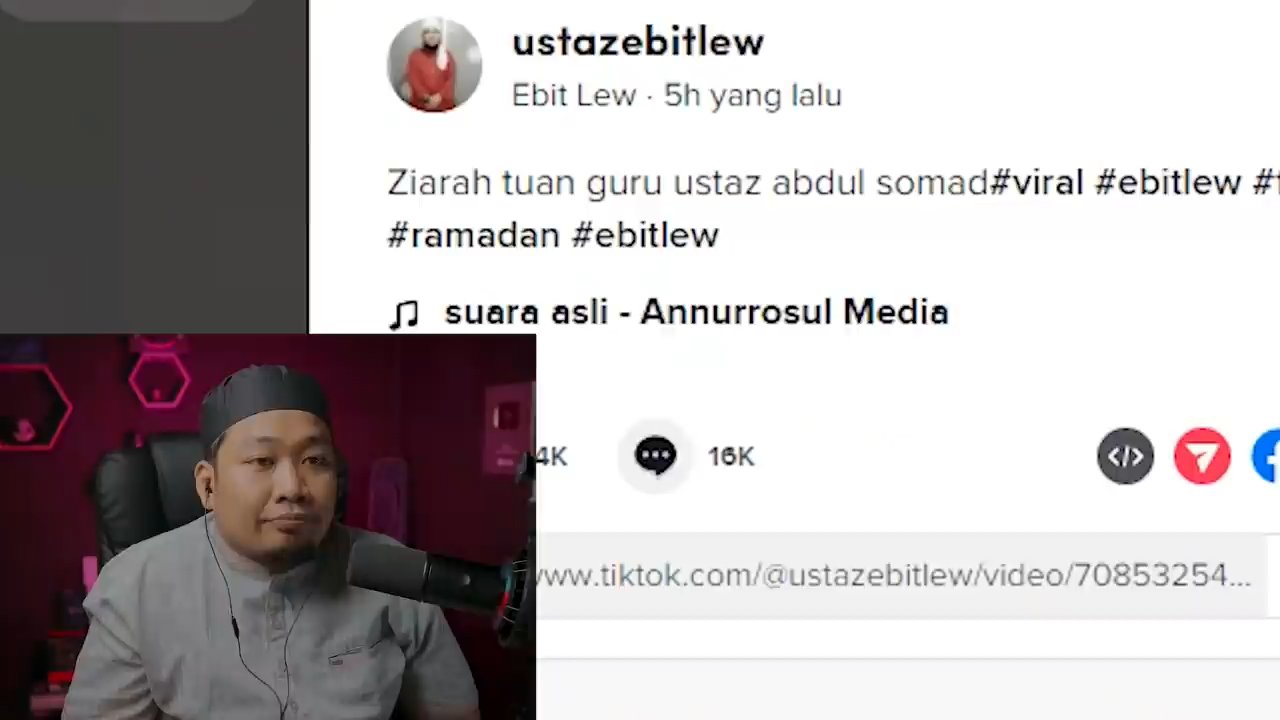 ustazebitlew
Ebit Lew · 5h yang lalu
Ziarah tuan guru ustaz abdul somad#viral #ebitlew #f
#ramadan #ebitlew
suara asli - Annurrosul Media
4K
16K
www.tiktok.com/@ustazebitlew/video/70853254...